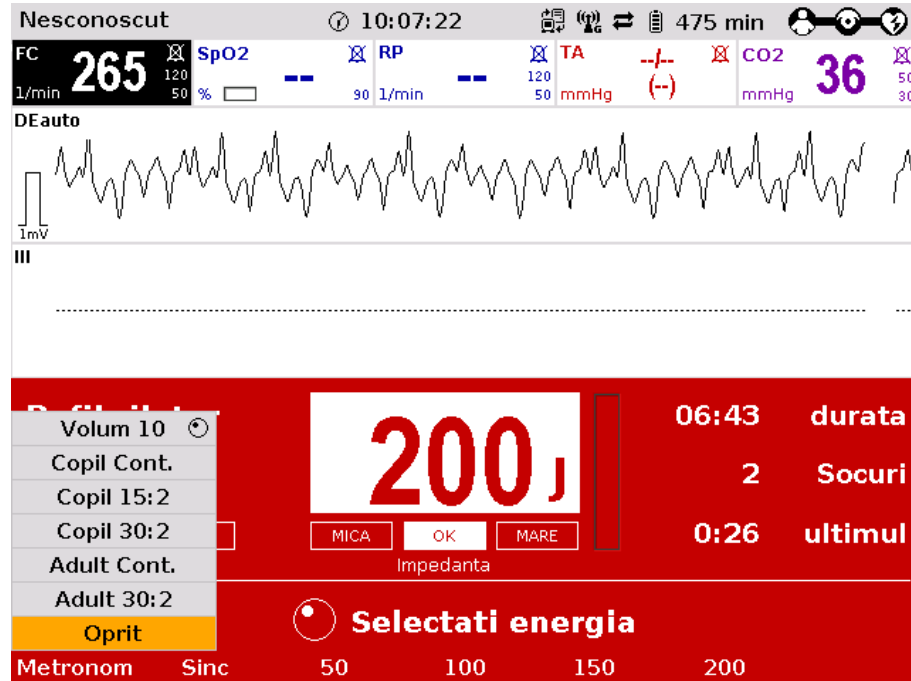 Nesconoscut 10:07:22 475 min
FC 265 120 50 1/min
SpO2 -- % 90
RP -- 120 50 1/min
TA --/-- (--) mmHg
CO2 36 mmHg 50 30
DEauto
1mV
III
200 J
MICA OK MARE
Impedanta
06:43 durata
2 Socuri
0:26 ultimul
Volum 10
Copil Cont.
Copil 15:2
Copil 30:2
Adult Cont.
Adult 30:2
Oprit
Selectati energia
Metronom Sinc 50 100 150 200